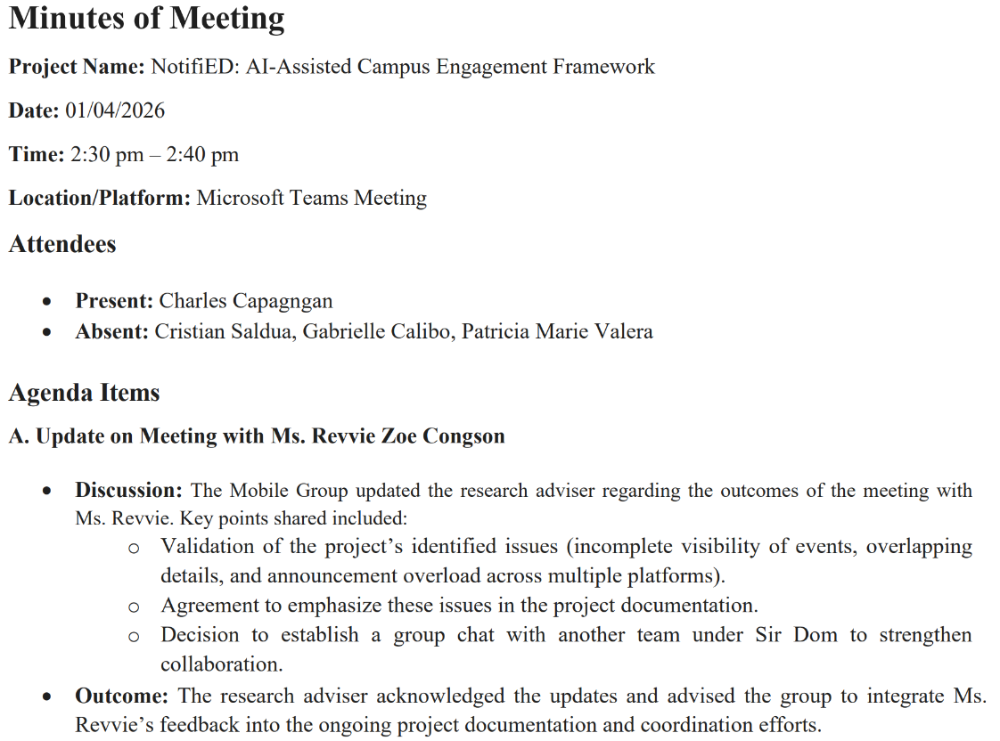 Minutes of Meeting
Project Name: NotifiED: AI-Assisted Campus Engagement Framework
Date: 01/04/2026
Time: 2:30 pm – 2:40 pm
Location/Platform: Microsoft Teams Meeting
Attendees
• Present: Charles Capagngan
• Absent: Cristian Saldua, Gabrielle Calibo, Patricia Marie Valera
Agenda Items
A. Update on Meeting with Ms. Revvie Zoe Congson
• Discussion: The Mobile Group updated the research adviser regarding the outcomes of the meeting with
Ms. Revvie. Key points shared included:
o Validation of the project’s identified issues (incomplete visibility of events, overlapping
details, and announcement overload across multiple platforms).
o Agreement to emphasize these issues in the project documentation.
o Decision to establish a group chat with another team under Sir Dom to strengthen
collaboration.
• Outcome: The research adviser acknowledged the updates and advised the group to integrate Ms.
Revvie’s feedback into the ongoing project documentation and coordination efforts.